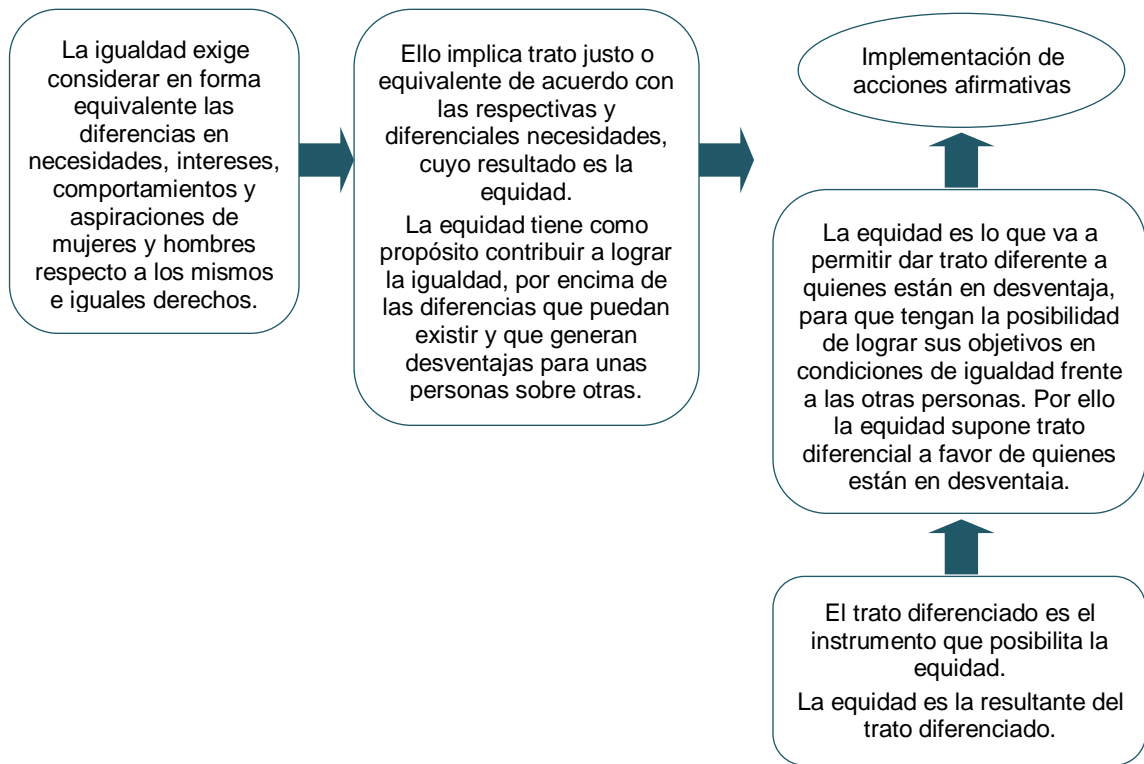 La igualdad exige
considerar en forma
equivalente las
diferencias en
necesidades, intereses,
comportamientos y
aspiraciones de
mujeres y hombres
respecto a los mismos
e iguales derechos.
Ello implica trato justo o
equivalente de acuerdo con
las respectivas y
diferenciales necesidades,
cuyo resultado es la
equidad.
La equidad tiene como
propósito contribuir a lograr
la igualdad, por encima de
las diferencias que puedan
existir y que generan
desventajas para unas
personas sobre otras.
Implementación de
acciones afirmativas
La equidad es lo que va a
permitir dar trato diferente a
quienes están en desventaja,
para que tengan la posibilidad
de lograr sus objetivos en
condiciones de igualdad frente
a las otras personas. Por ello
la equidad supone trato
diferencial a favor de quienes
están en desventaja.
El trato diferenciado es el
instrumento que posibilita la
equidad.
La equidad es la resultante del
trato diferenciado.